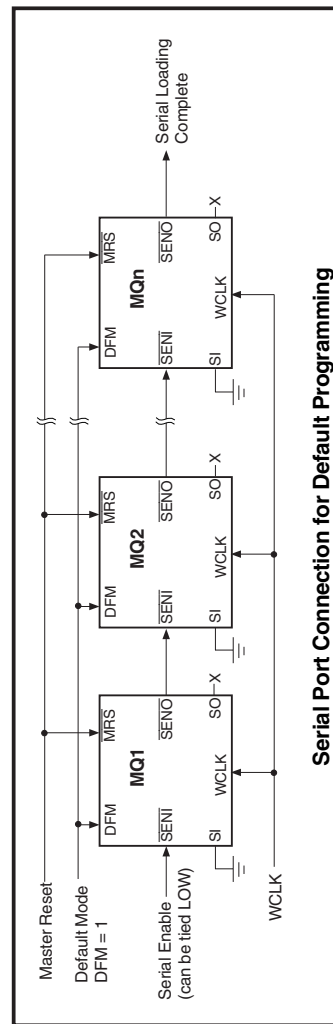 Master Reset
Default Mode
DFM = 1
DFM
MRS
DFM
MRS
DFM
MRS
MQ1
MQ2
MQn
Serial Enable
(can be tied LOW)
SENI
SENO
SENI
SENO
SENI
SENO
Serial Loading
Complete
SI
WCLK
SO
X
SI
WCLK
SO
X
SI
WCLK
SO
X
WCLK
Serial Port Connection for Default Programming